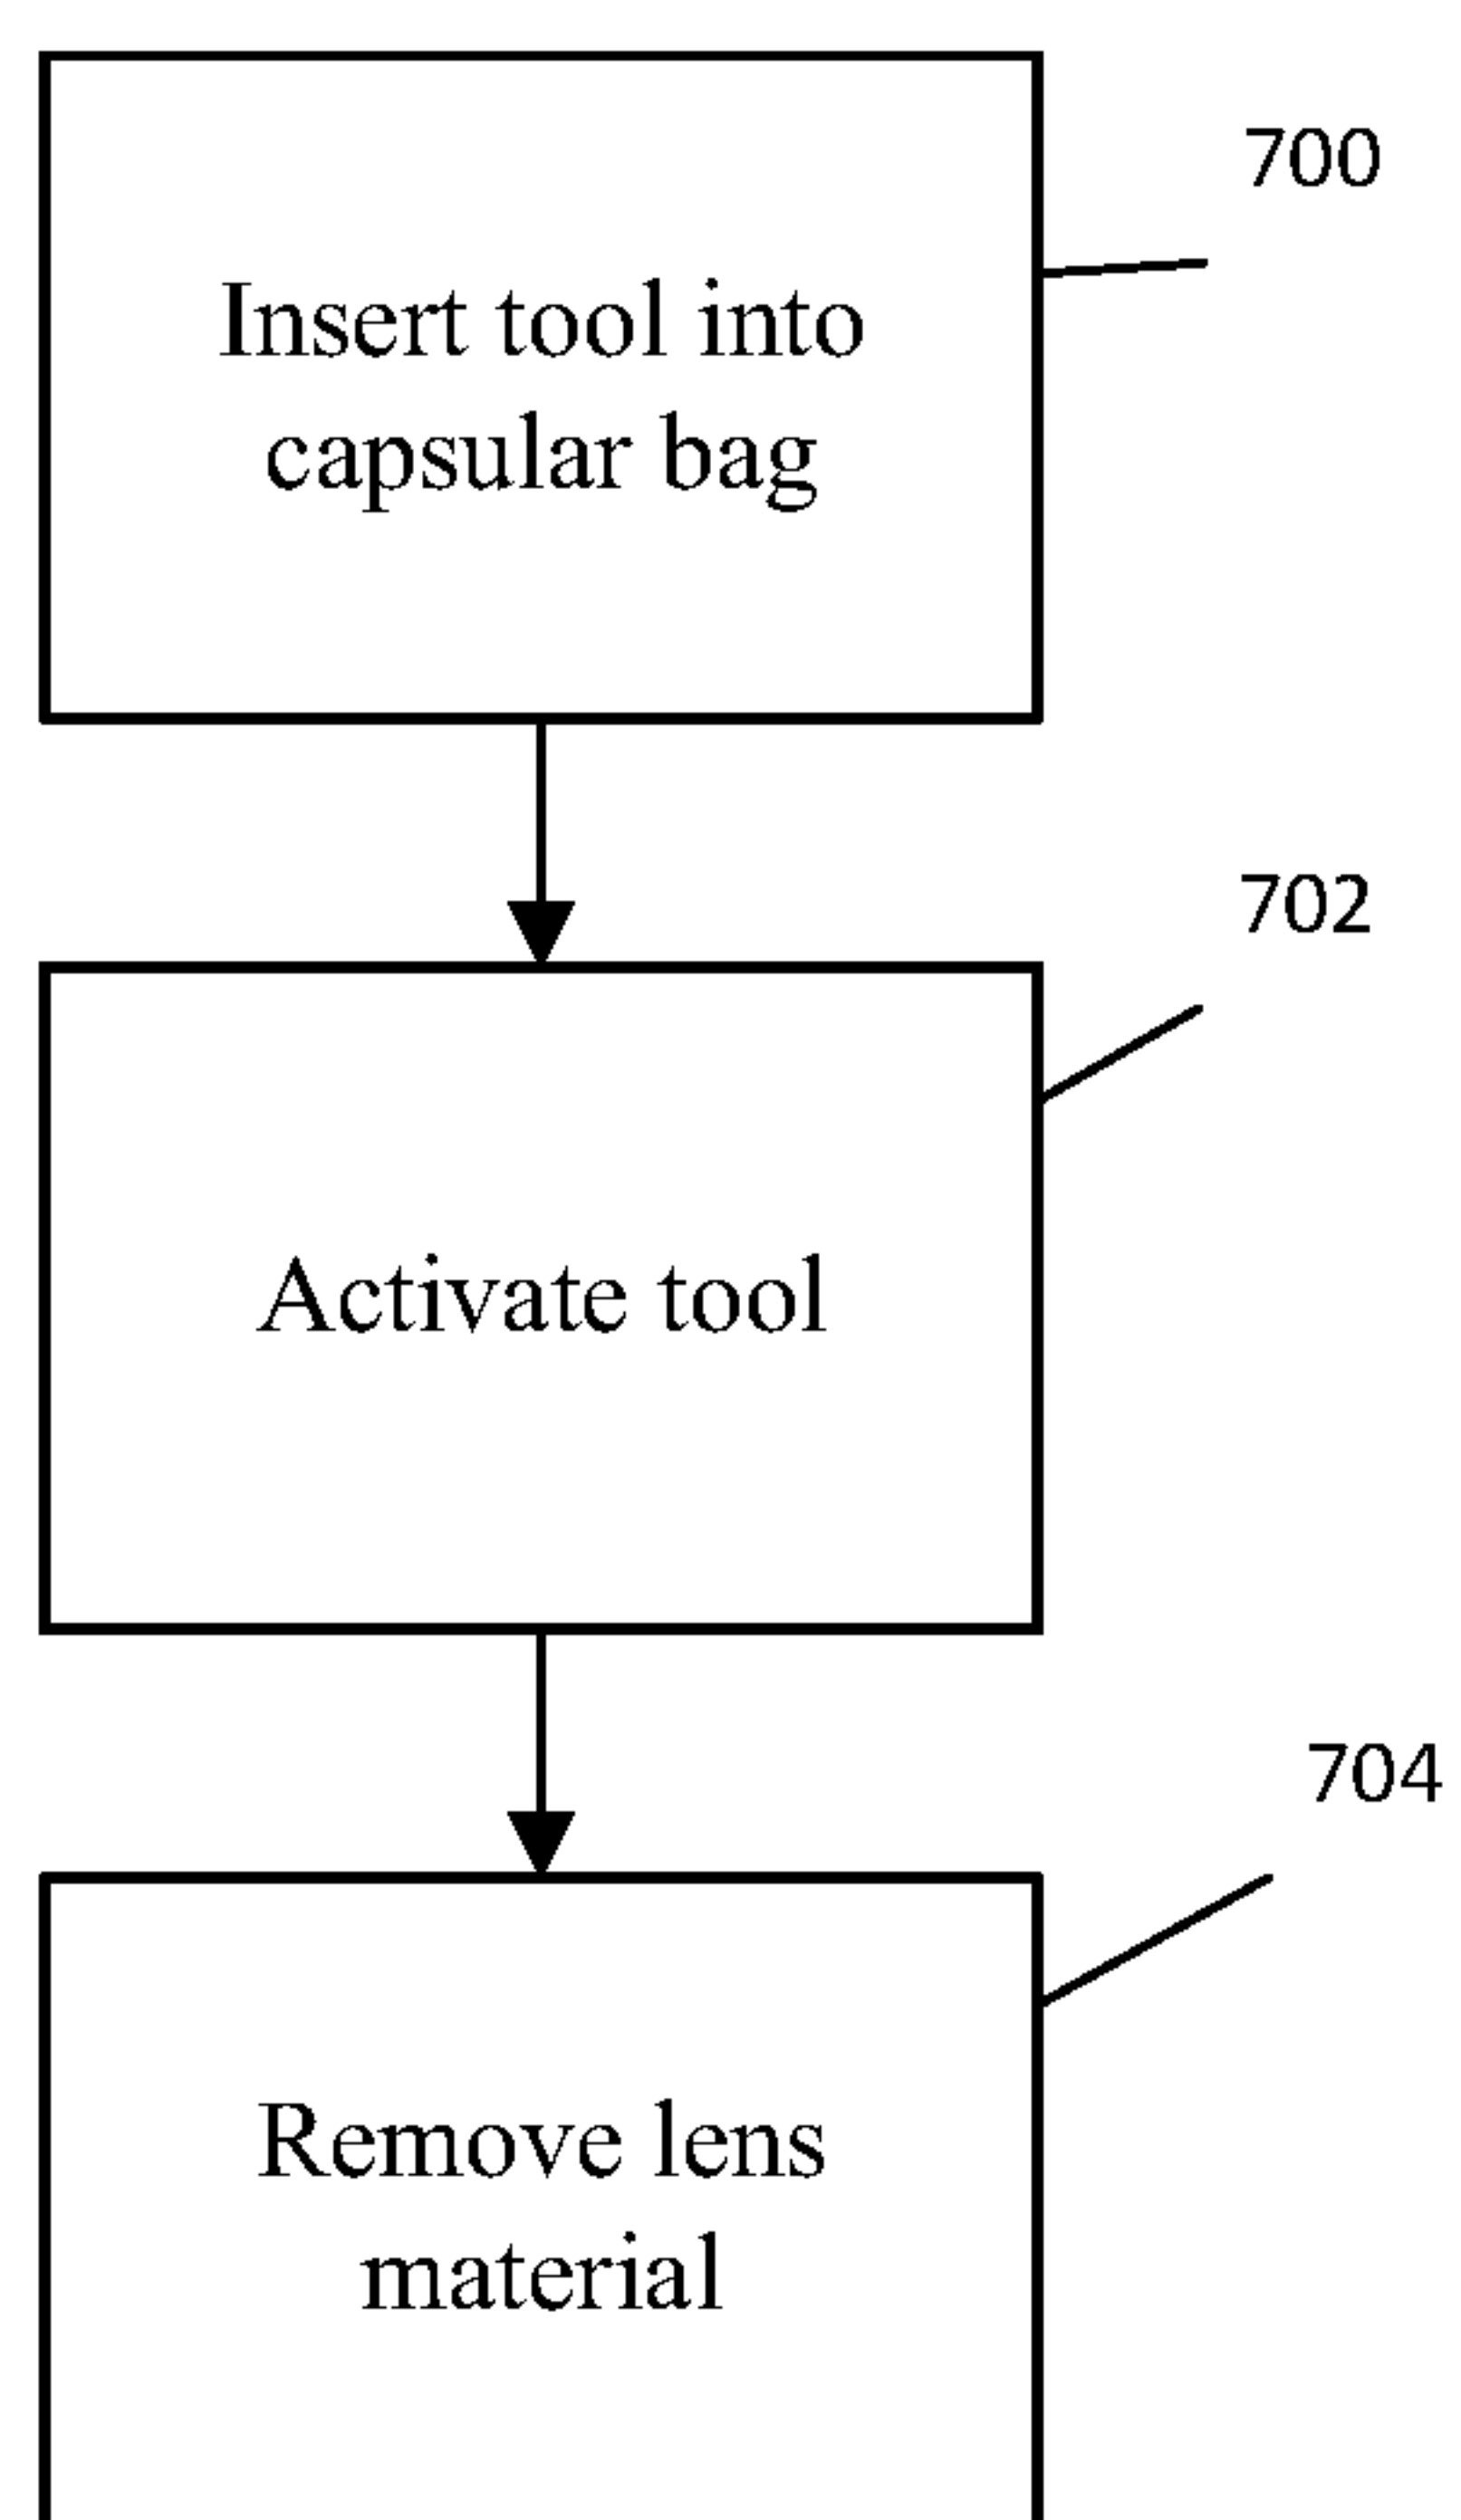 700
Insert tool into
capsular bag
702
Activate tool
704
Remove lens
material